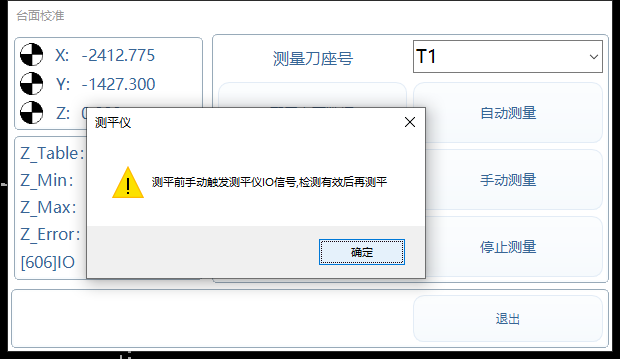 台面校准
X: -2412.775
Y: -1427.300
Z:
测量刀座号
T1
自动测量
手动测量
停止测量
测平仪
测平前手动触发测平仪IO信号,检测有效后再测平
确定
Z_Table:
Z_Min:
Z_Max:
Z_Error:
[606]IO
退出